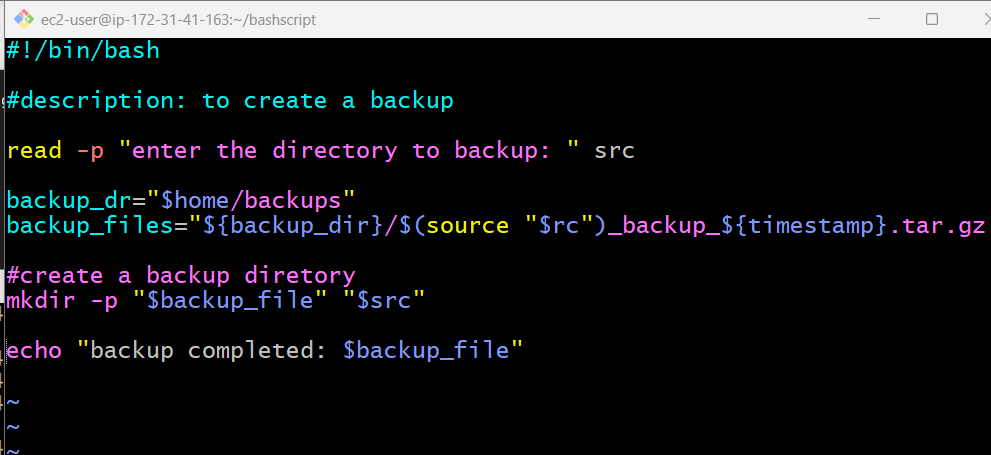 ec2-user@ip-172-31-41-163:~/bashscript
#!/bin/bash
#description: to create a backup
read -p "enter the directory to backup: " src
backup_dr="$home/backups"
backup_files="${backup_dir}/$(source "$rc")_backup_${timestamp}.tar.gz
#create a backup diretory
mkdir -p "$backup_file" "$src"
echo "backup completed: $backup_file"
~
~
~